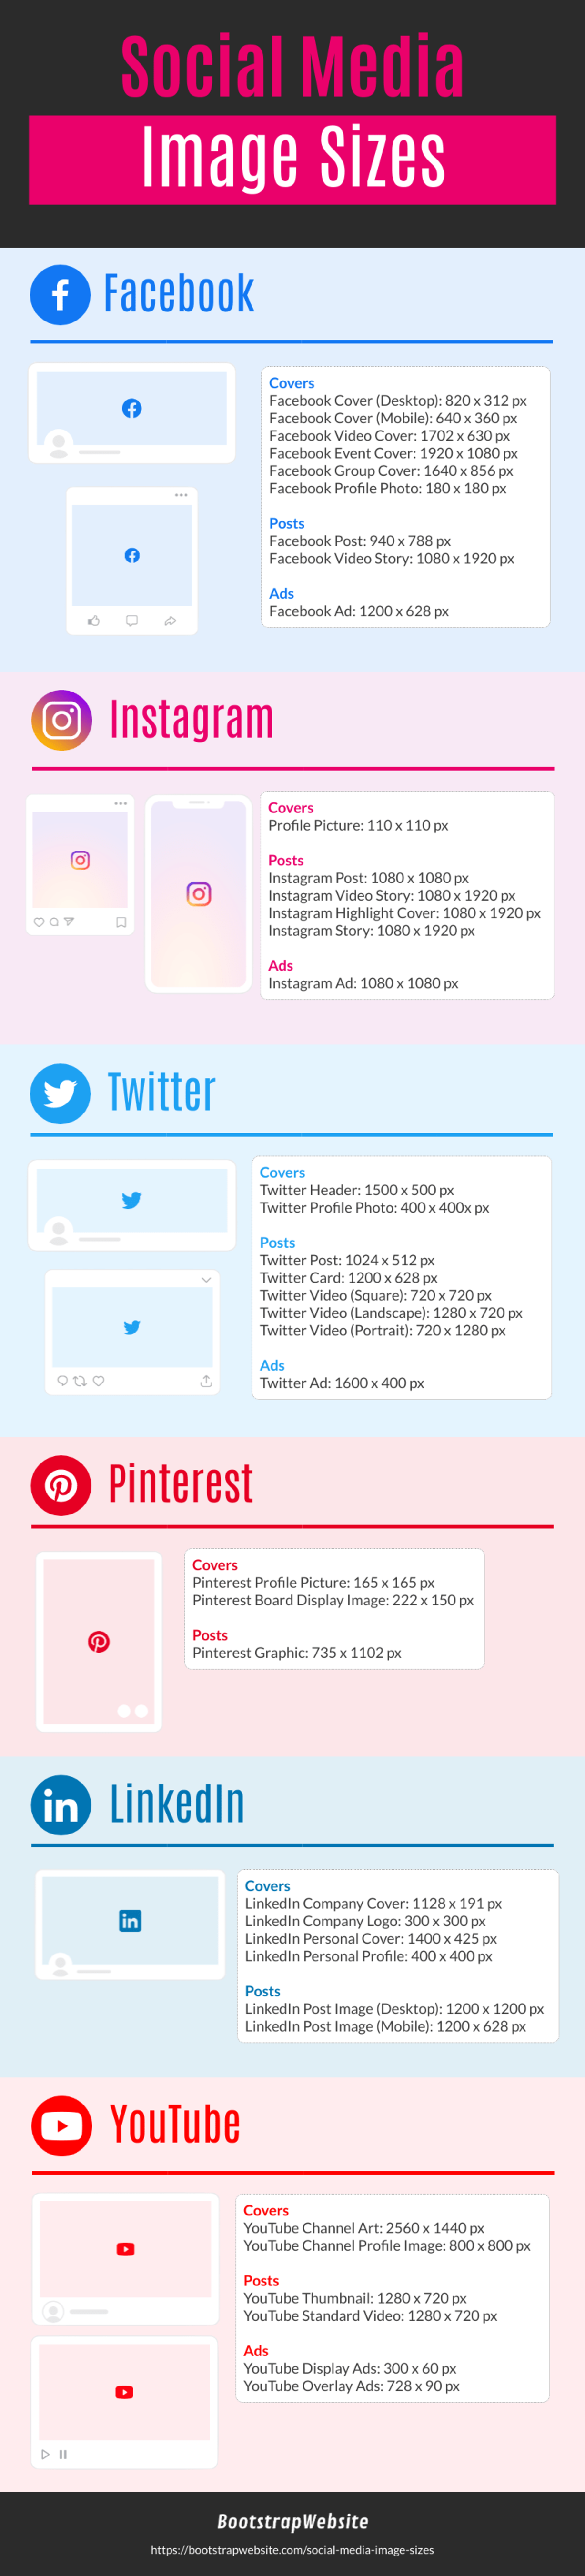 Social Media
Image Sizes
Facebook
Covers
Facebook Cover (Desktop): 820 x 312 px
Facebook Cover (Mobile): 640 x 360 px
Facebook Video Cover: 1702 x 630 px
Facebook Event Cover: 1920 x 1080 px
Facebook Group Cover: 1640 x 856 px
Facebook Profile Photo: 180 x 180 px
Posts
Facebook Post: 940 x 788 px
Facebook Video Story: 1080 x 1920 px
Ads
Facebook Ad: 1200 x 628 px
Instagram
Covers
Profile Picture: 110 x 110 px
Posts
Instagram Post: 1080 x 1080 px
Instagram Video Story: 1080 x 1920 px
Instagram Highlight Cover: 1080 x 1920 px
Instagram Story: 1080 x 1920 px
Ads
Instagram Ad: 1080 x 1080 px
Twitter
Covers
Twitter Header: 1500 x 500 px
Twitter Profile Photo: 400 x 400x px
Posts
Twitter Post: 1024 x 512 px
Twitter Card: 1200 x 628 px
Twitter Video (Square): 720 x 720 px
Twitter Video (Landscape): 1280 x 720 px
Twitter Video (Portrait): 720 x 1280 px
Ads
Twitter Ad: 1600 x 400 px
Pinterest
Covers
Pinterest Profile Picture: 165 x 165 px
Pinterest Board Display Image: 222 x 150 px
Posts
Pinterest Graphic: 735 x 1102 px
LinkedIn
Covers
LinkedIn Company Cover: 1128 x 191 px
LinkedIn Company Logo: 300 x 300 px
LinkedIn Personal Cover: 1400 x 425 px
LinkedIn Personal Profile: 400 x 400 px
Posts
LinkedIn Post Image (Desktop): 1200 x 1200 px
LinkedIn Post Image (Mobile): 1200 x 628 px
YouTube
Covers
YouTube Channel Art: 2560 x 1440 px
YouTube Channel Profile Image: 800 x 800 px
Posts
YouTube Thumbnail: 1280 x 720 px
YouTube Standard Video: 1280 x 720 px
Ads
YouTube Display Ads: 300 x 60 px
YouTube Overlay Ads: 728 x 90 px
BootstrapWebsite
https://bootstrapwebsite.com/social-media-image-sizes